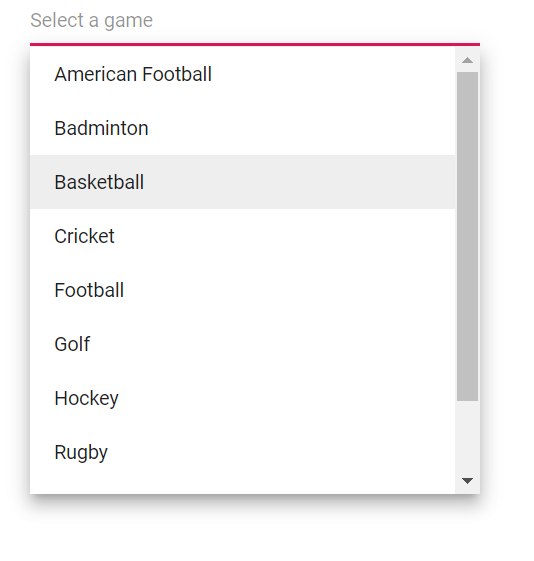 Select a game
American Football
Badminton
Basketball
Cricket
Football
Golf
Hockey
Rugby